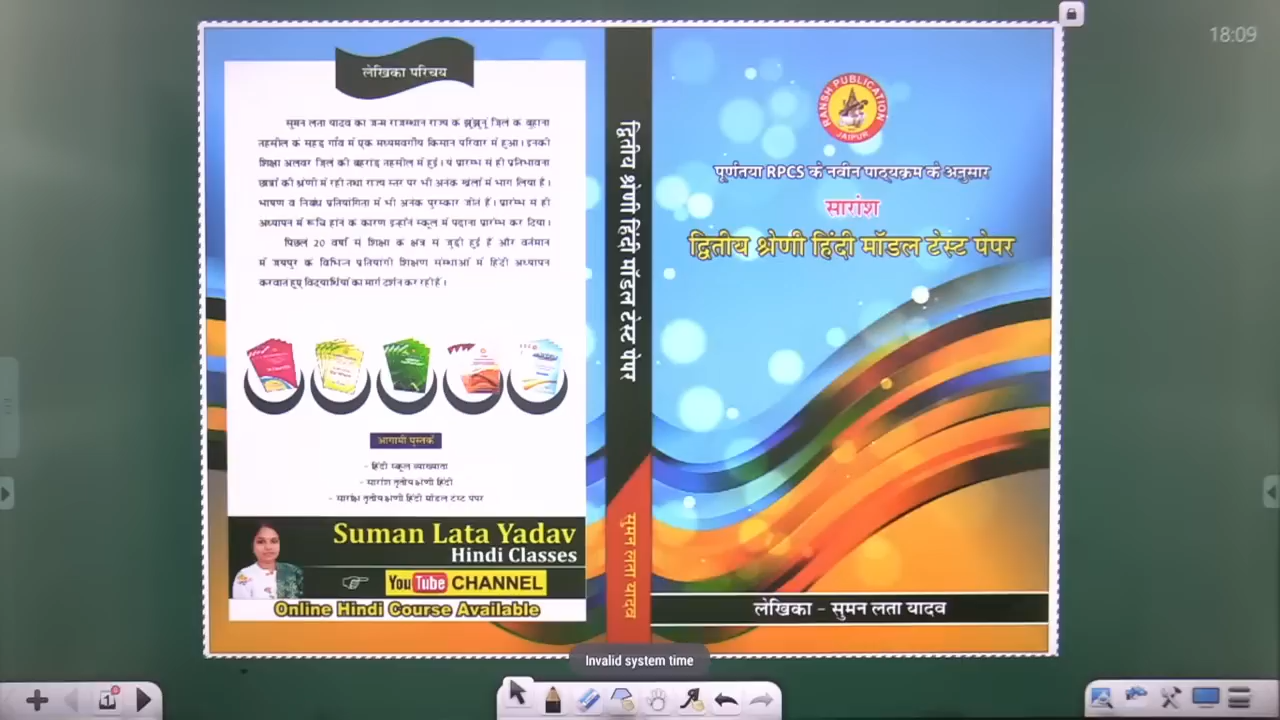 18:09
लेखिका परिचय
सुमन लता यादव का जन्म राजस्थान राज्य के झुंझुनूं जिले के बुहाना
तहसील के गाँव में एक मध्यमवर्गीय किसान परिवार में हुआ। इनकी
शिक्षा अलवर जिले की बहरोड़ तहसील में हुई। ये प्रारम्भ से ही प्रतिभावान
छात्रों की श्रेणी में रही तथा राज्य स्तर पर भी अनेक खेलों में भाग लिया है।
भाषण व निबंध प्रतियोगिता में भी अनेक पुरस्कार जीते हैं। प्रारम्भ से ही
अध्यापन में रूचि होने के कारण इन्होंने स्कूल में पढ़ाना प्रारम्भ कर दिया।
पिछले 20 वर्षों से शिक्षा के क्षेत्र से जुड़ी हुई हैं और वर्तमान
में जयपुर के विभिन्न प्रतियोगी शिक्षण संस्थाओं में हिंदी अध्यापन
करवाते हुए विद्यार्थियों का मार्ग दर्शन कर रही हैं।
आगामी पुस्तकें
- हिंदी स्कूल व्याख्याता
- सारांश तृतीय श्रेणी हिंदी
- सारांश तृतीय श्रेणी हिंदी मॉडल टेस्ट पेपर
Suman Lata Yadav
Hindi Classes
YouTube CHANNEL
Online Hindi Course Available
द्वितीय श्रेणी हिंदी मॉडल टेस्ट पेपर
सुमन लता यादव
RANSH PUBLICATION
JAIPUR
पूर्णतया RPCS के नवीन पाठ्यक्रम के अनुसार
सारांश
द्वितीय श्रेणी हिंदी मॉडल टेस्ट पेपर
लेखिका - सुमन लता यादव
Invalid system time
1